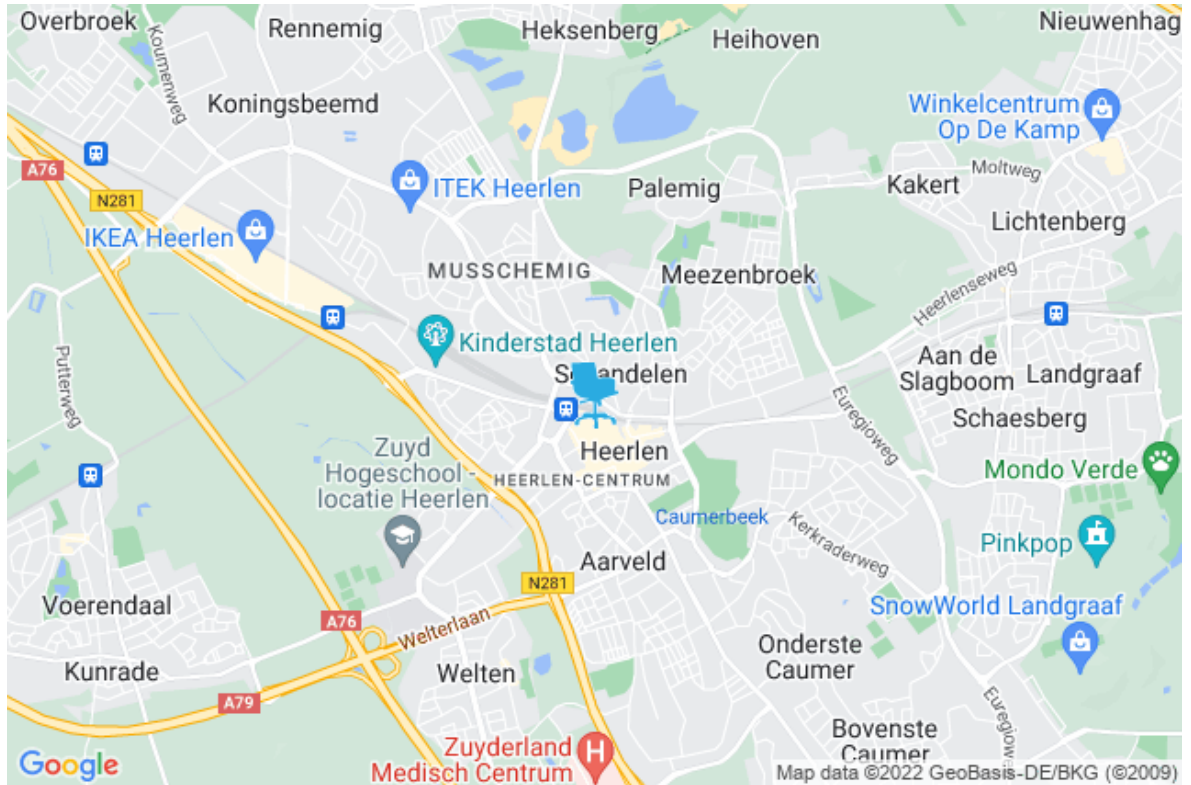 Overbroek
Rennemig
Heksenberg
Heihoven
Nieuwenhag
Koumenweg
Koningsbeemd
Winkelcentrum
Op De Kamp
A76
N281
ITEK Heerlen
Palemig
Kakert
Moltweg
Lichtenberg
IKEA Heerlen
MUSSCHEMIG
Meezenbroek
Heerlenseweg
Putterweg
Kinderstad Heerlen
Aan de
Slagboom
Landgraaf
Euregioweg
Schaesberg
Zuyd
Hogeschool -
locatie Heerlen
Heerlen
HEERLEN-CENTRUM
Mondo Verde
Caumerbeek
Kerkraderweg
Pinkpop
Aarveld
N281
Voerendaal
A76
Welterlaan
SnowWorld Landgraaf
Kunrade
Welten
Onderste
Caumer
A79
Euregioweg
Bovenste
Caumer
Zuyderland
Medisch Centrum
H
Google
Map data ©2022 GeoBasis-DE/BKG (©2009)